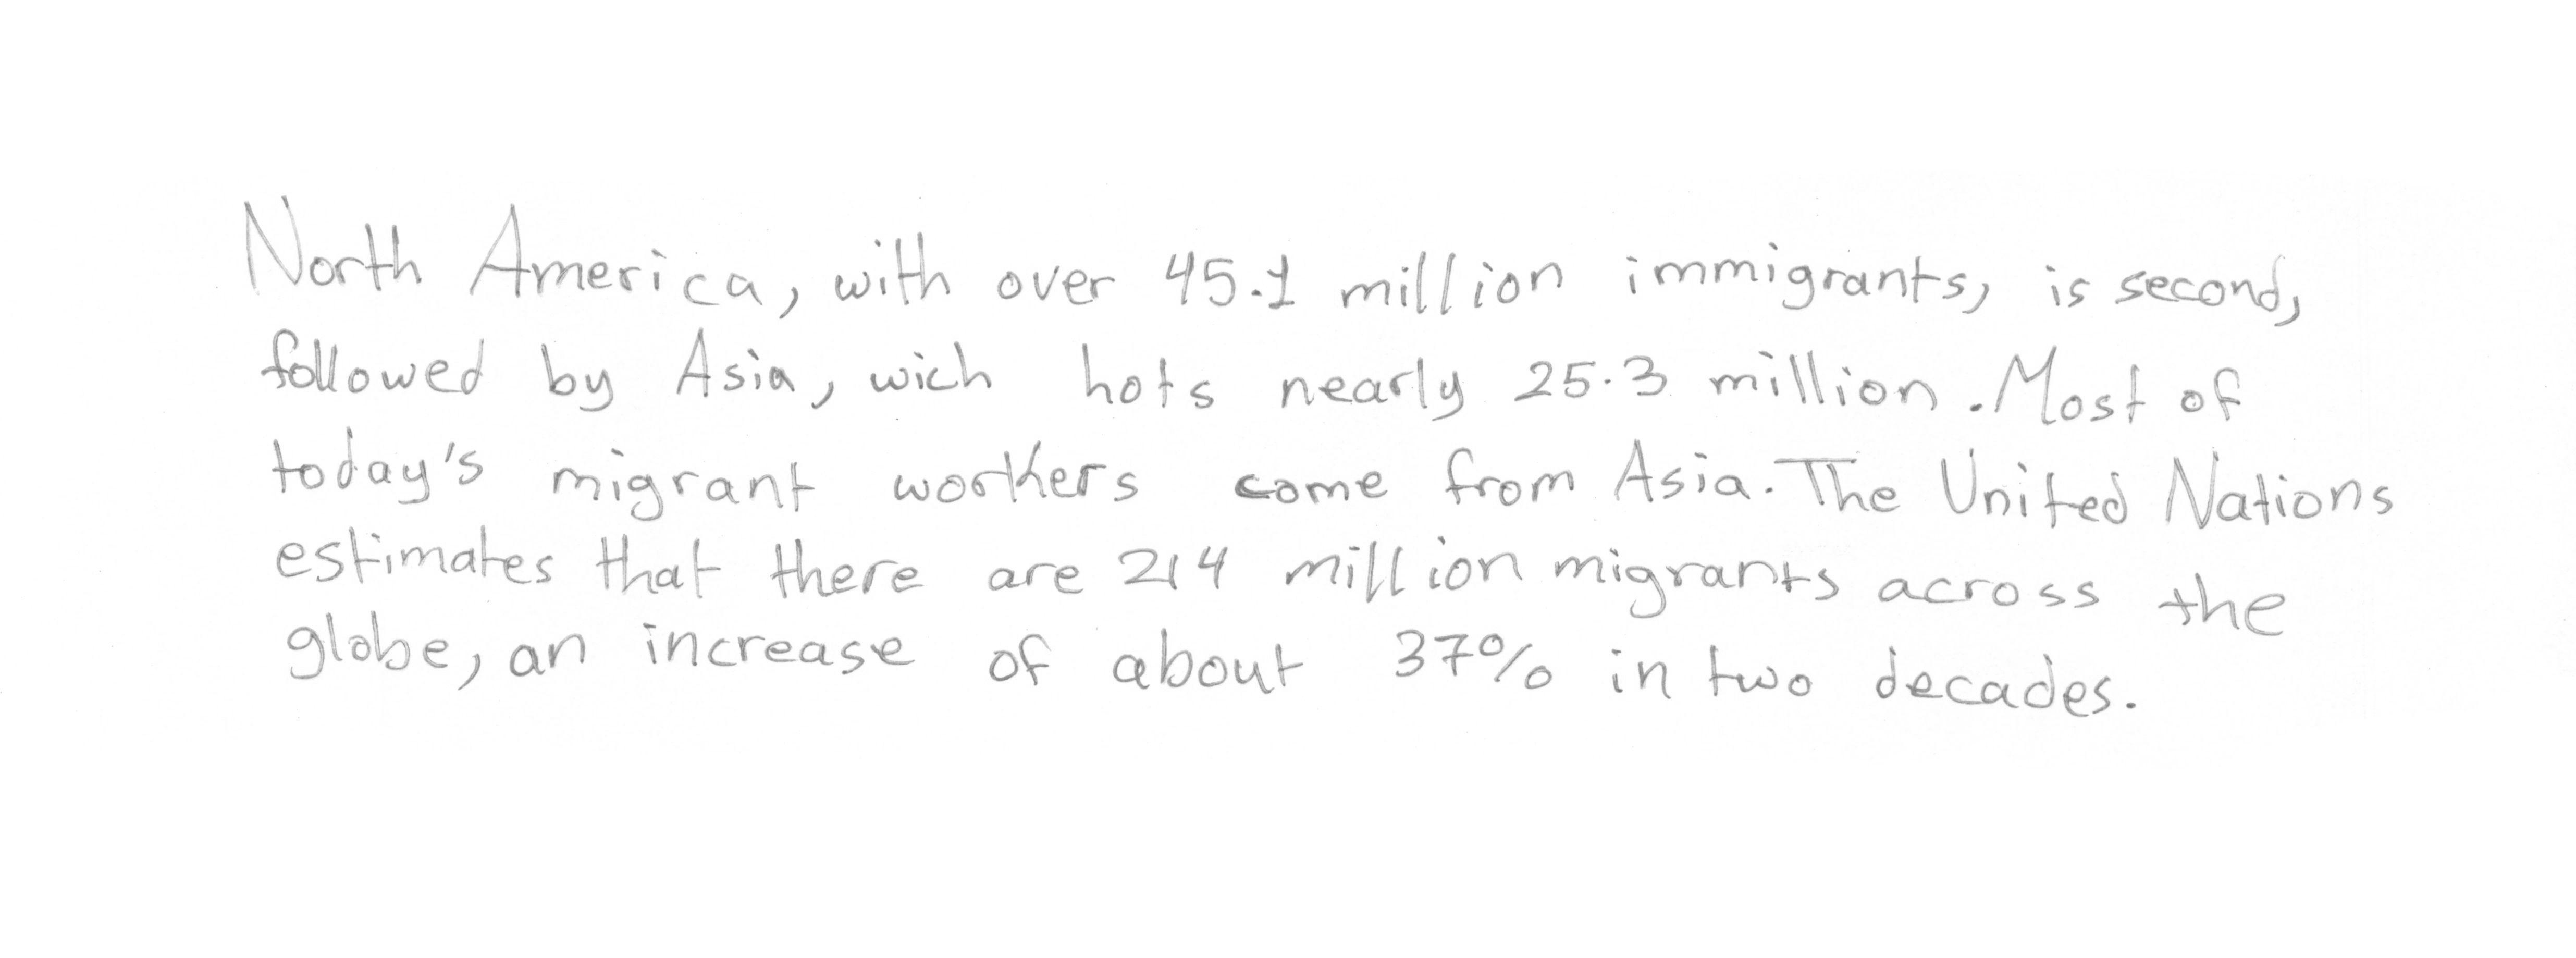 North America, with over 45.1 million immigrants, is second,
followed by Asia, wich hots nearly 25.3 million. Most of
today's migrant workers come from Asia. The United Nations
estimates that there are 214 million migrants across the
globe, an increase of about 37% in two decades.